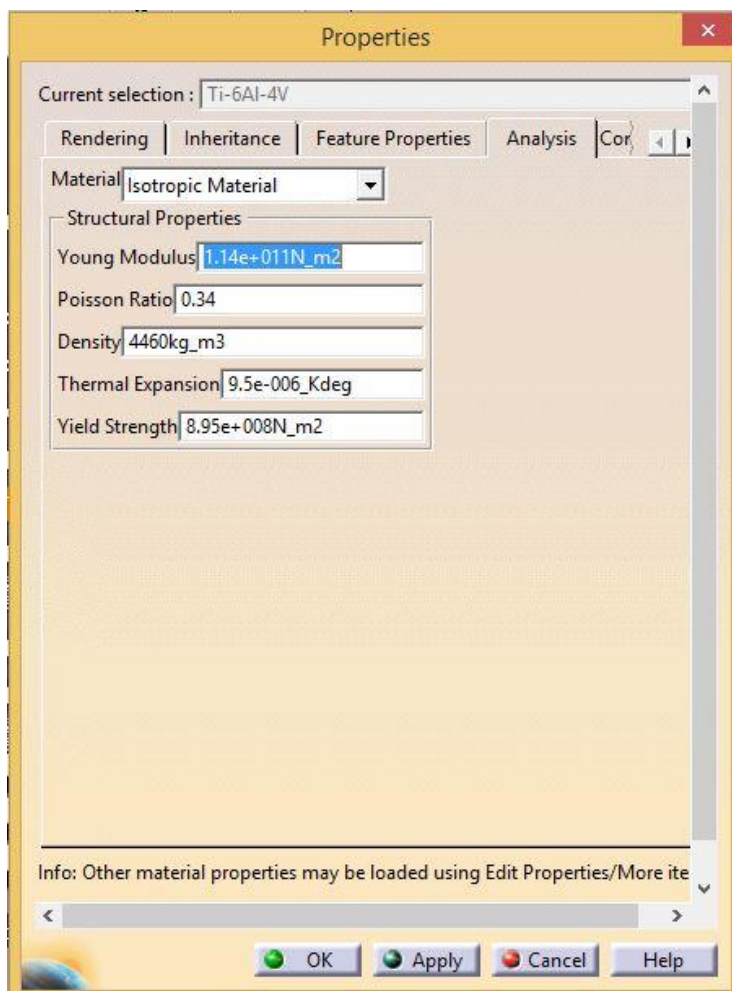 Properties
Current selection : Ti-6Al-4V
Rendering Inheritance Feature Properties Analysis
Material Isotropic Material
Structural Properties
Young Modulus 1.14e+011N_m2
Poisson Ratio 0.34
Density 4460kg_m3
Thermal Expansion 9.5e-006_Kdeg
Yield Strength 8.95e+008N_m2
Info: Other material properties may be loaded using Edit Properties/More ite
OK Apply Cancel Help